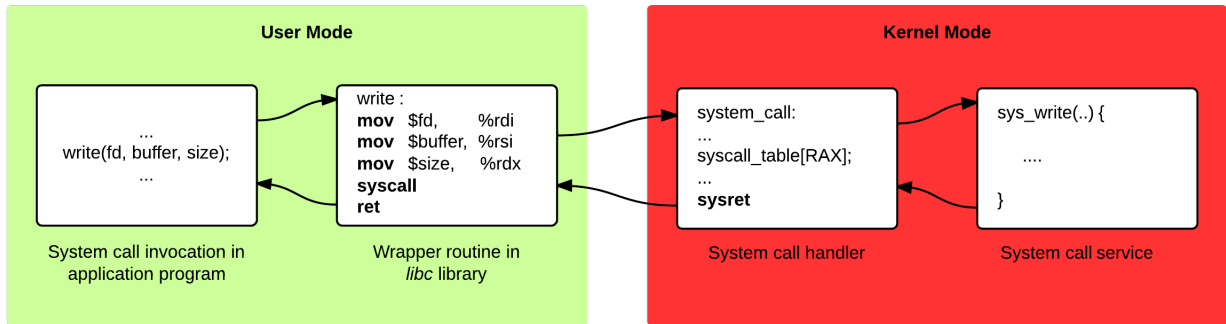 User Mode
...
write(fd, buffer, size);
...
System call invocation in
application program
write :
mov $fd, %rdi
mov $buffer, %rsi
mov $size, %rdx
syscall
ret
Wrapper routine in
libc library
Kernel Mode
system_call:
...
syscall_table[RAX];
...
sysret
System call handler
sys_write(..) {
....
}
System call service